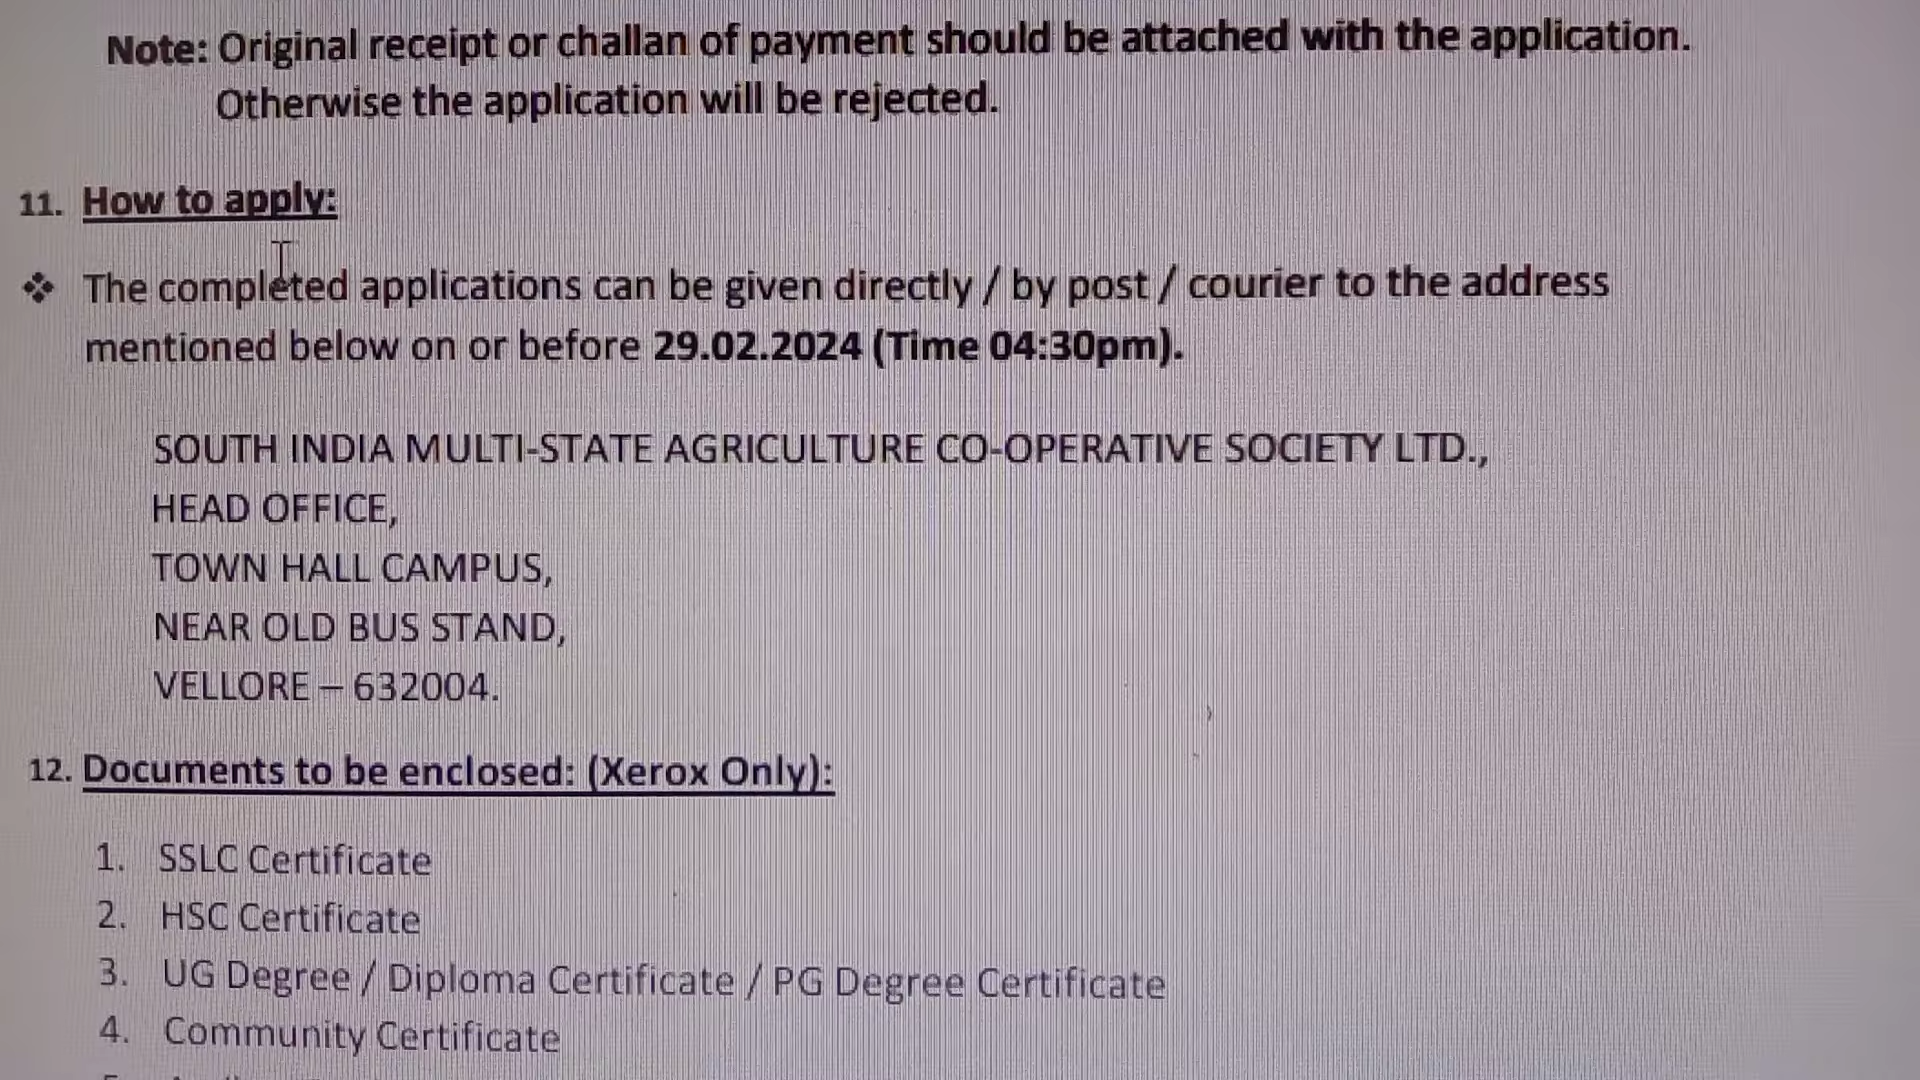 Note: Original receipt or challan of payment should be attached with the application.
Otherwise the application will be rejected.
11. How to apply:
❖ The completed applications can be given directly / by post / courier to the address
mentioned below on or before 29.02.2024 (Time 04:30pm).
SOUTH INDIA MULTI-STATE AGRICULTURE CO-OPERATIVE SOCIETY LTD.,
HEAD OFFICE,
TOWN HALL CAMPUS,
NEAR OLD BUS STAND,
VELLORE – 632004.
12. Documents to be enclosed: (Xerox Only):
1. SSLC Certificate
2. HSC Certificate
3. UG Degree / Diploma Certificate / PG Degree Certificate
4. Community Certificate